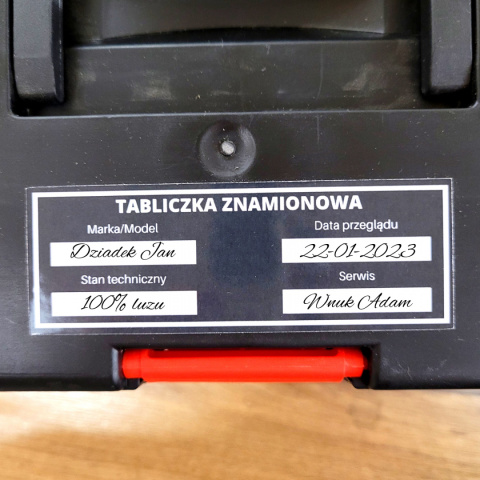 TABLICZKA ZNAMIONOWA
Marka/Model
Dziadek Jan
Data przeglądu
22-01-2023
Stan techniczny
100% luzu
Serwis
Wnuk Adam